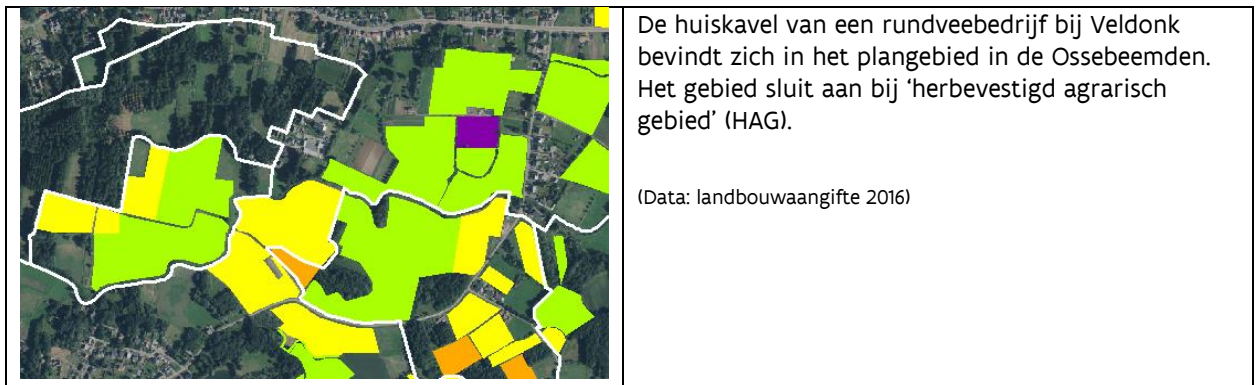 De huiskavel van een rundveebedrijf bij Veldonk
bevindt zich in het plangebied in de Ossebeemden.
Het gebied sluit aan bij ‘herbevestigd agrarisch
gebied’ (HAG).
(Data: landbouwaangifte 2016)